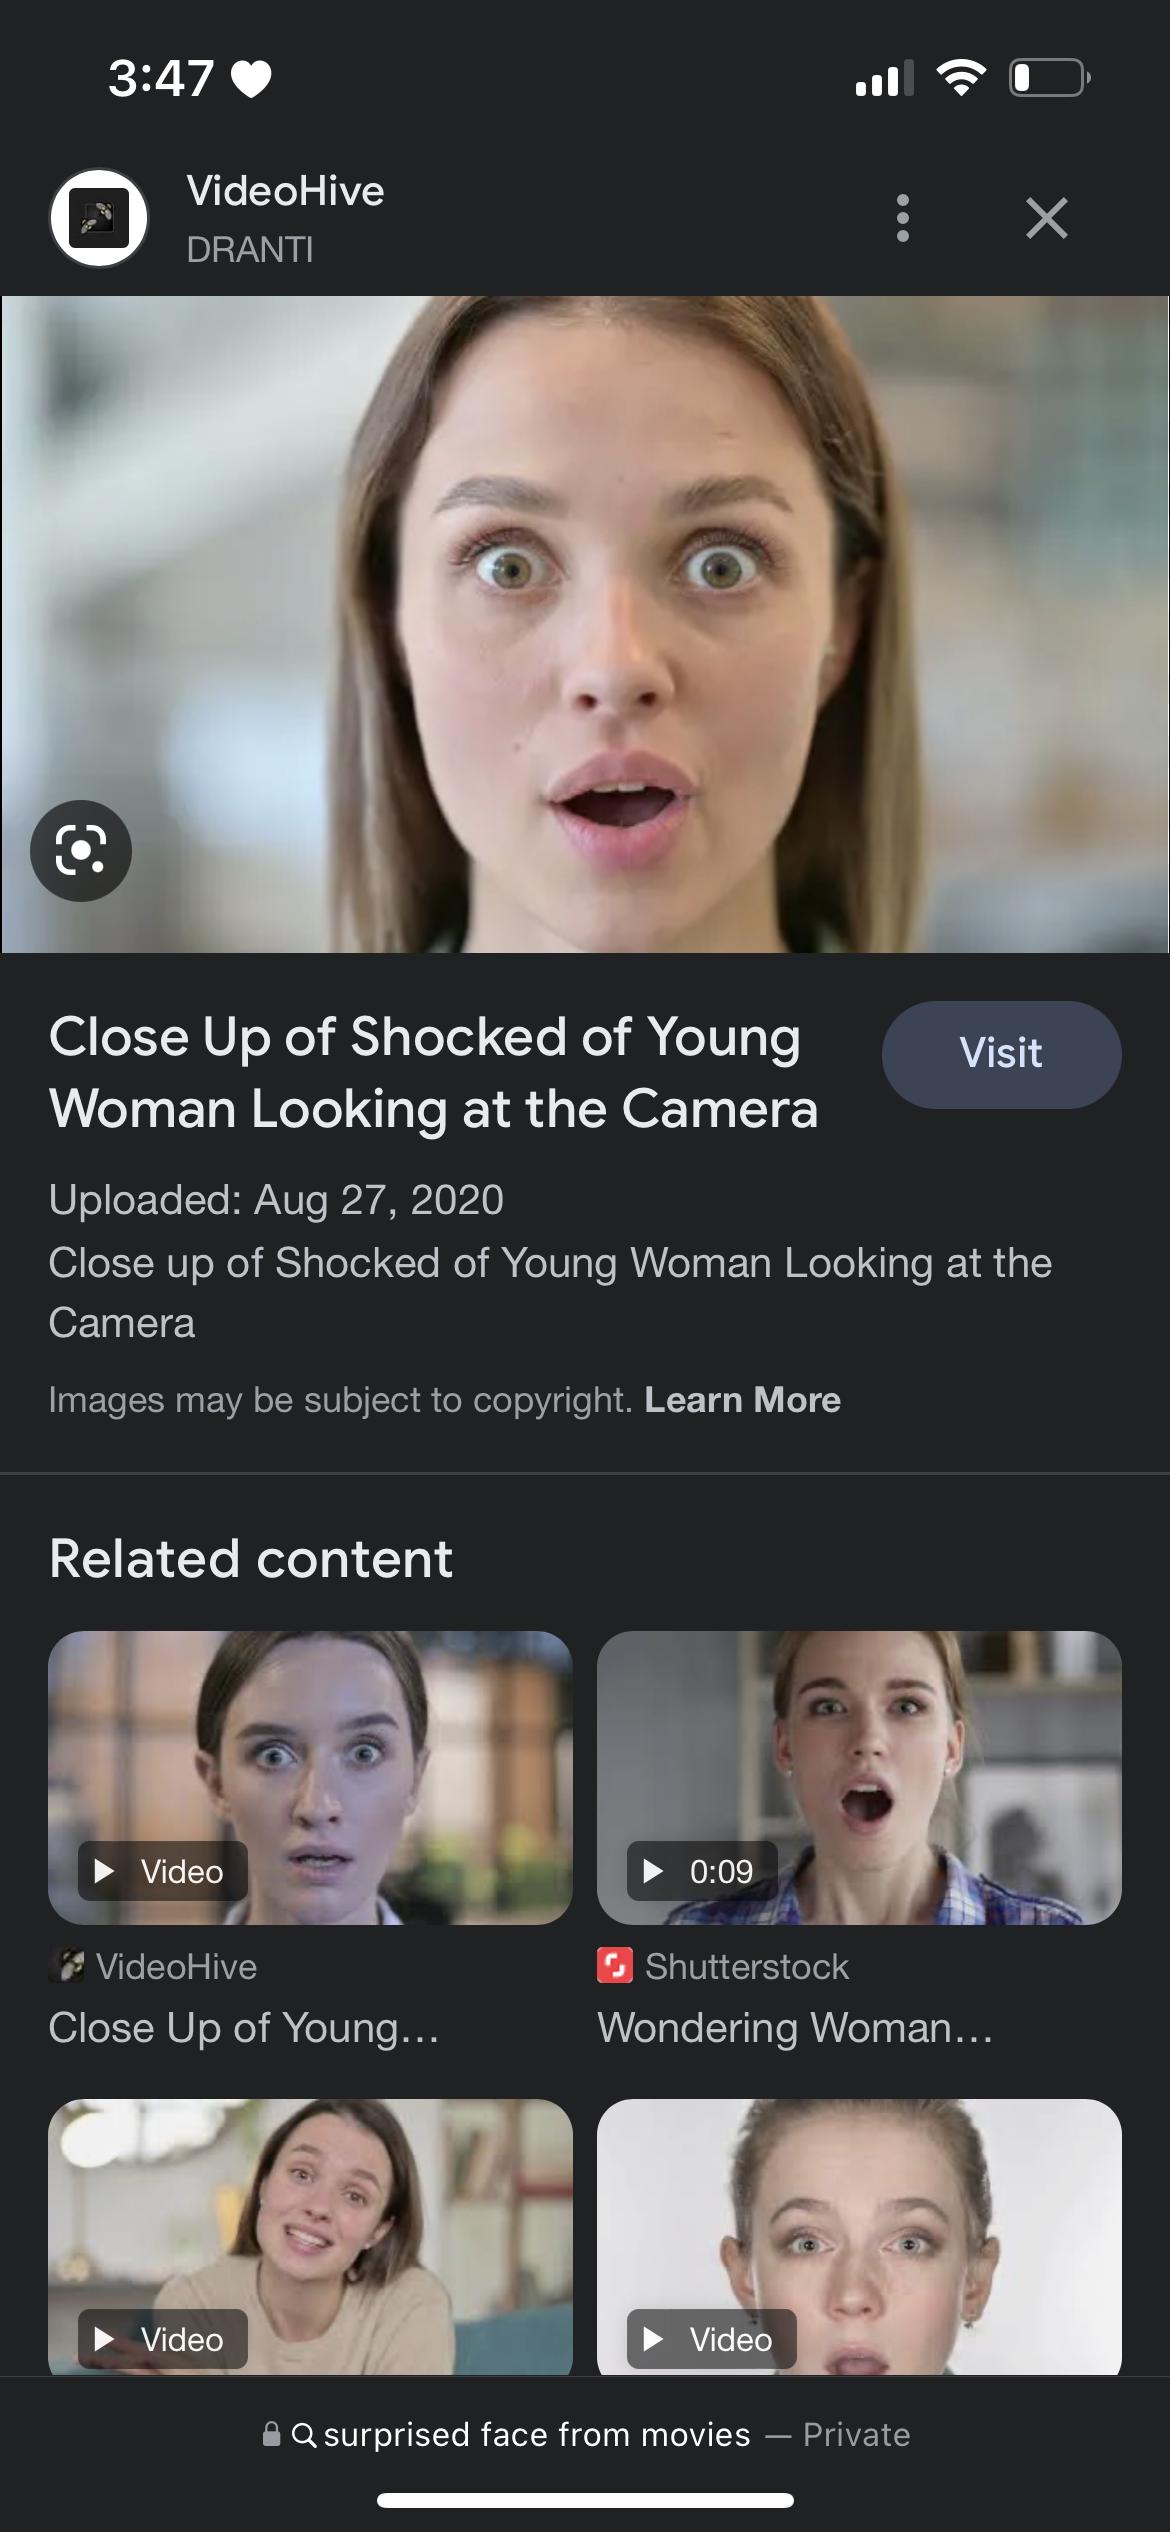 3:47
VideoHive
DRANTI
Close Up of Shocked of Young
Woman Looking at the Camera
Visit
Uploaded: Aug 27, 2020
Close up of Shocked of Young Woman Looking at the
Camera
Images may be subject to copyright. Learn More
Related content
Video
0:09
VideoHive
Shutterstock
Close Up of Young...
Wondering Woman...
Video
Video
surprised face from movies — Private